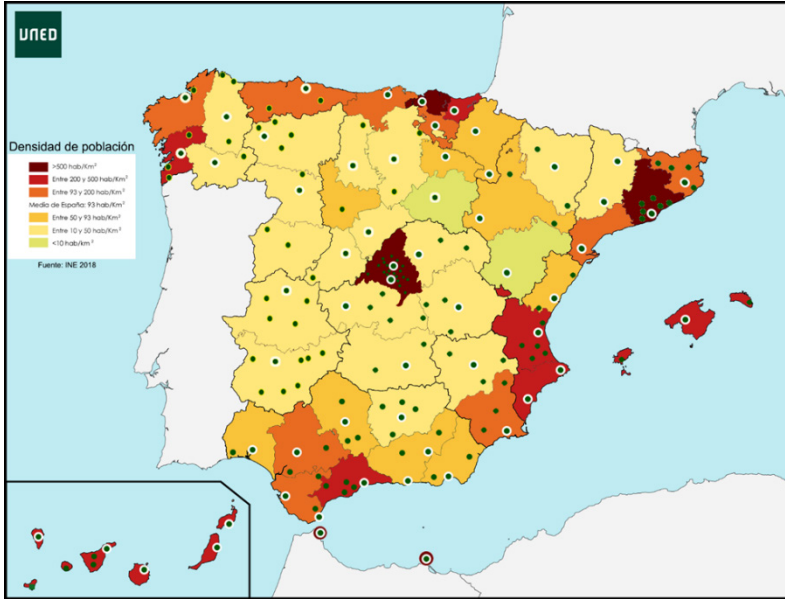 UNED
Densidad de población
>500 hab/Km²
Entre 200 y 500 hab/Km²
Entre 93 y 200 hab/Km²
Media de España: 93 hab/Km²
Entre 50 y 93 hab/Km²
Entre 10 y 50 hab/Km²
<10 hab/km²
Fuente: INE 2018